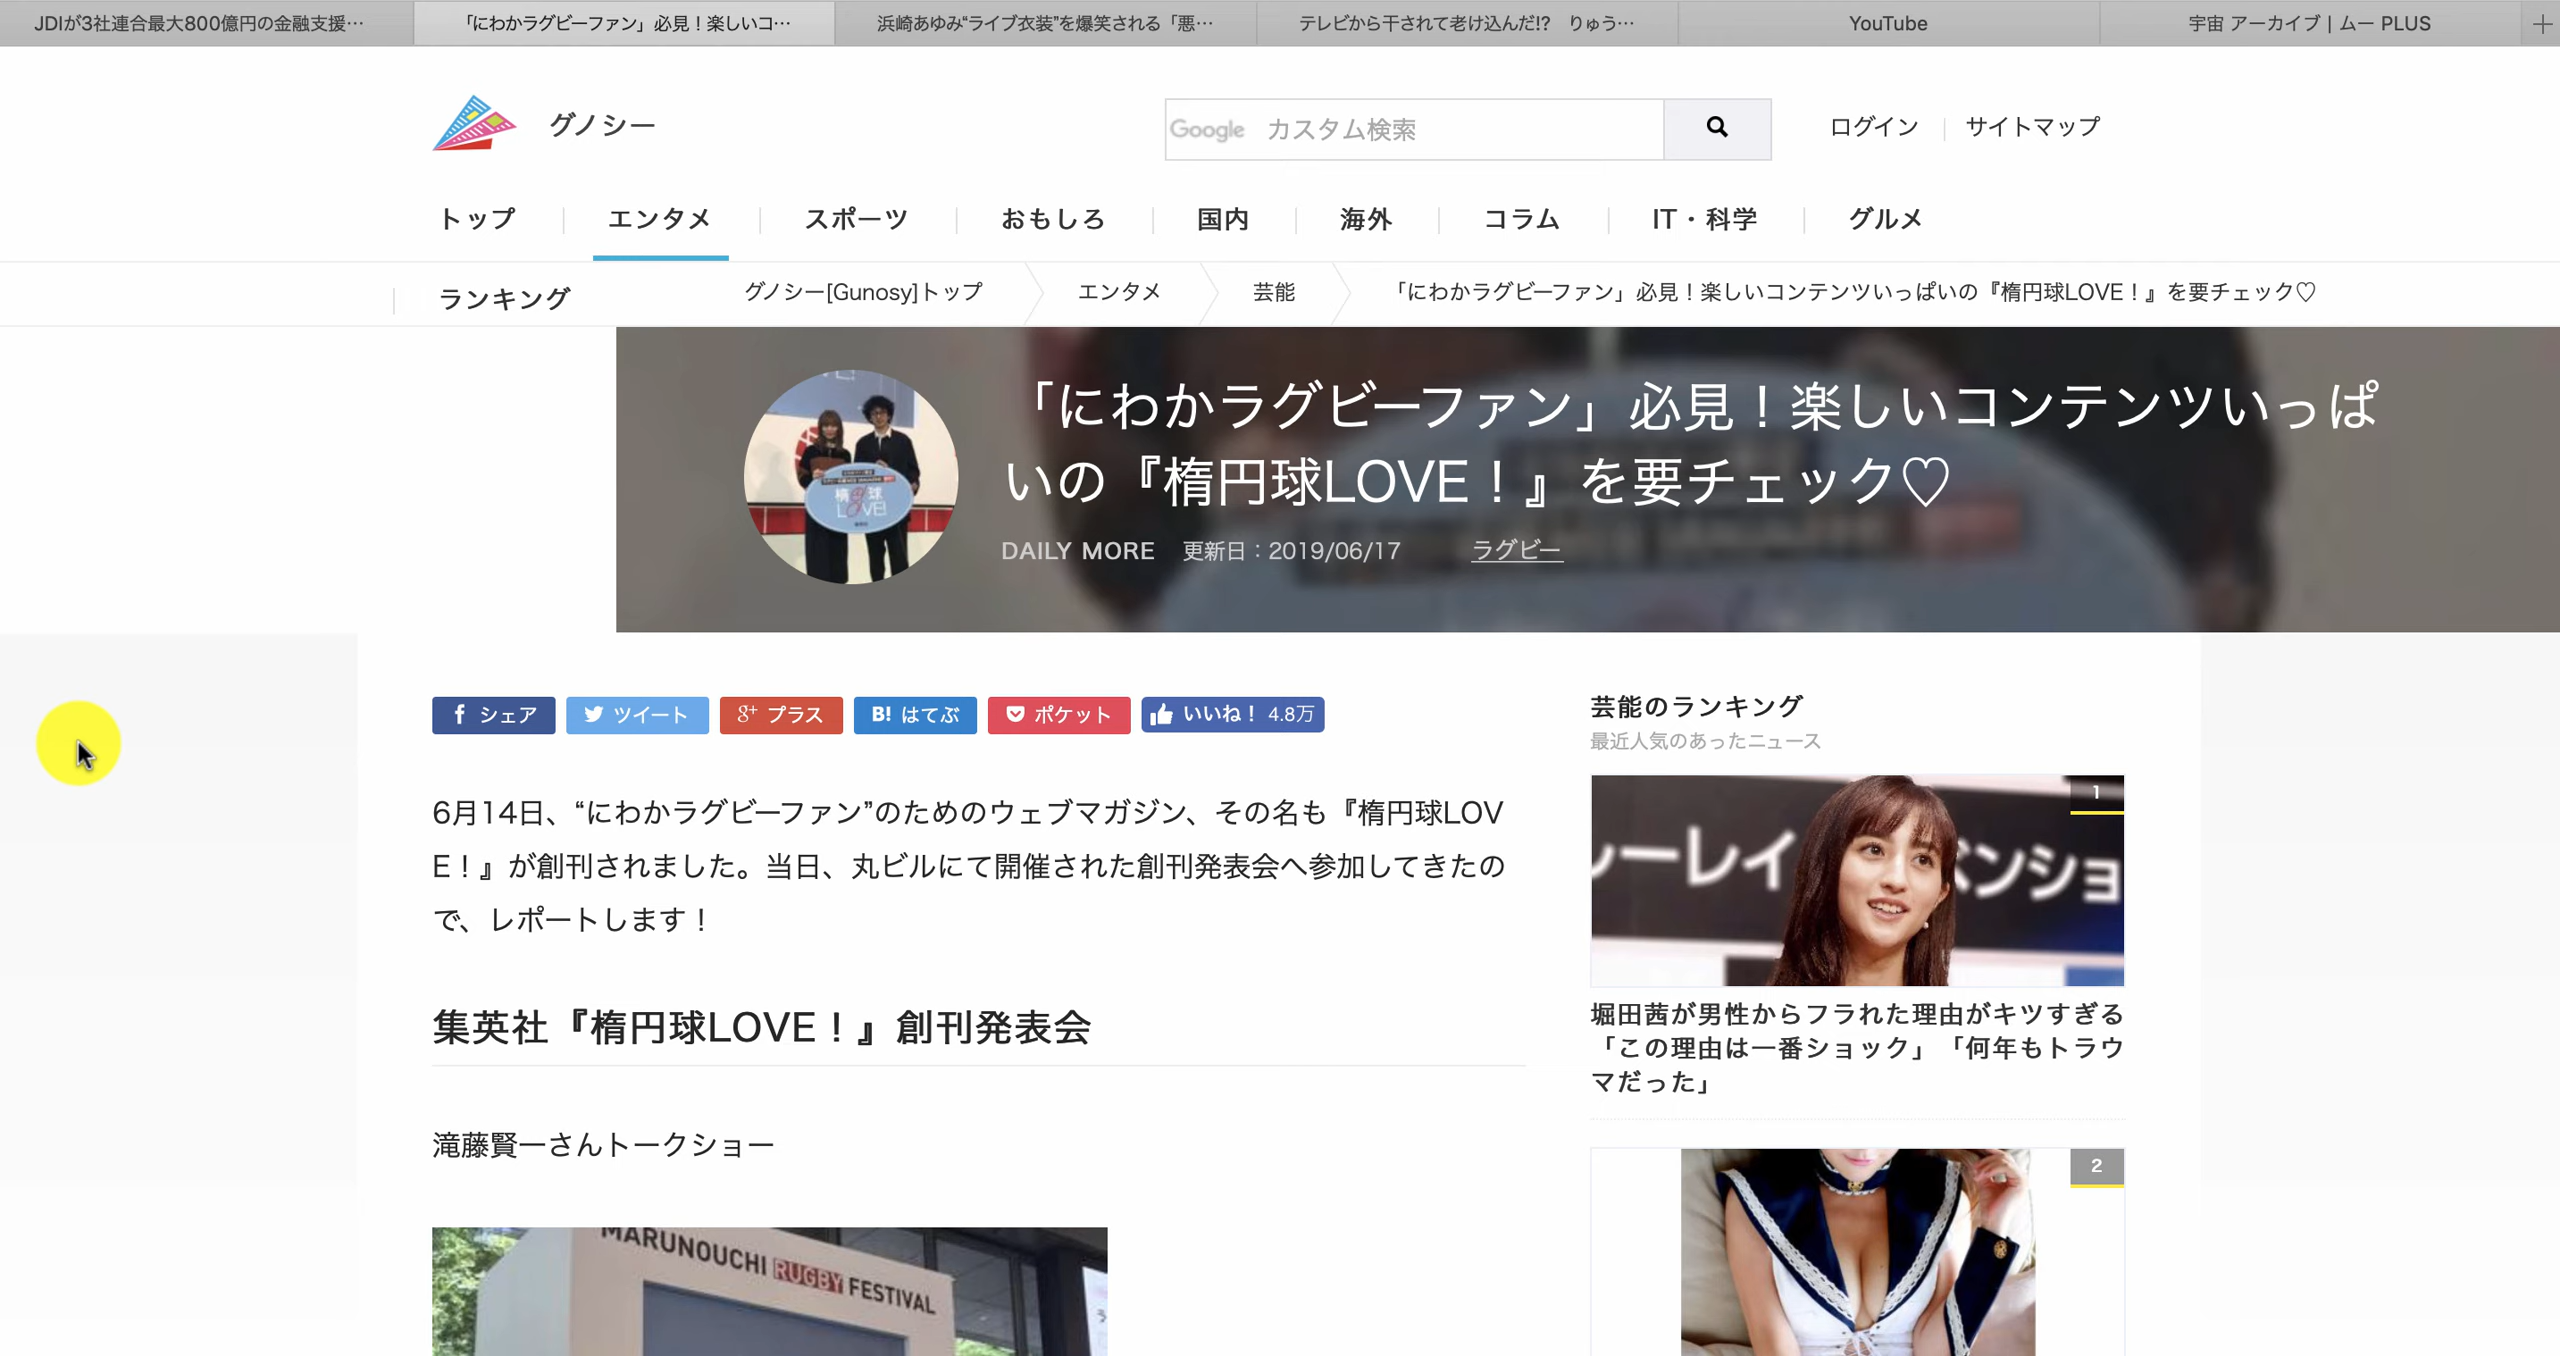 JDIが3社連合最大800億円の金融支援…
「にわかラグビーファン」必見！楽しいコ…
浜崎あゆみ“ライブ衣装”を爆笑される「悪…
テレビから干されて老け込んだ!?　りゅう…
YouTube
宇宙 アーカイブ | ムー PLUS
グノシー
Google カスタム検索
ログイン
サイトマップ
トップ
エンタメ
スポーツ
おもしろ
国内
海外
コラム
IT・科学
グルメ
ランキング
グノシー[Gunosy]トップ
エンタメ
芸能
「にわかラグビーファン」必見！楽しいコンテンツいっぱいの『楕円球LOVE！』を要チェック♡
「にわかラグビーファン」必見！楽しいコンテンツいっぱ
いの『楕円球LOVE！』を要チェック♡
DAILY MORE 更新日：2019/06/17 ラグビー
楕円球
LOVE!
シェア
ツイート
g+ プラス
B! はてぶ
ポケット
いいね！ 4.8万
6月14日、“にわかラグビーファン”のためのウェブマガジン、その名も『楕円球LOV
E！』が創刊されました。当日、丸ビルにて開催された創刊発表会へ参加してきたの
で、レポートします！
集英社『楕円球LOVE！』創刊発表会
滝藤賢一さんトークショー
MARUNOUCHI RUGBY FESTIVAL
芸能のランキング
最近人気のあったニュース
1
ルーレイ
ベンショ
堀田茜が男性からフラれた理由がキツすぎる
「この理由は一番ショック」「何年もトラウ
マだった」
2